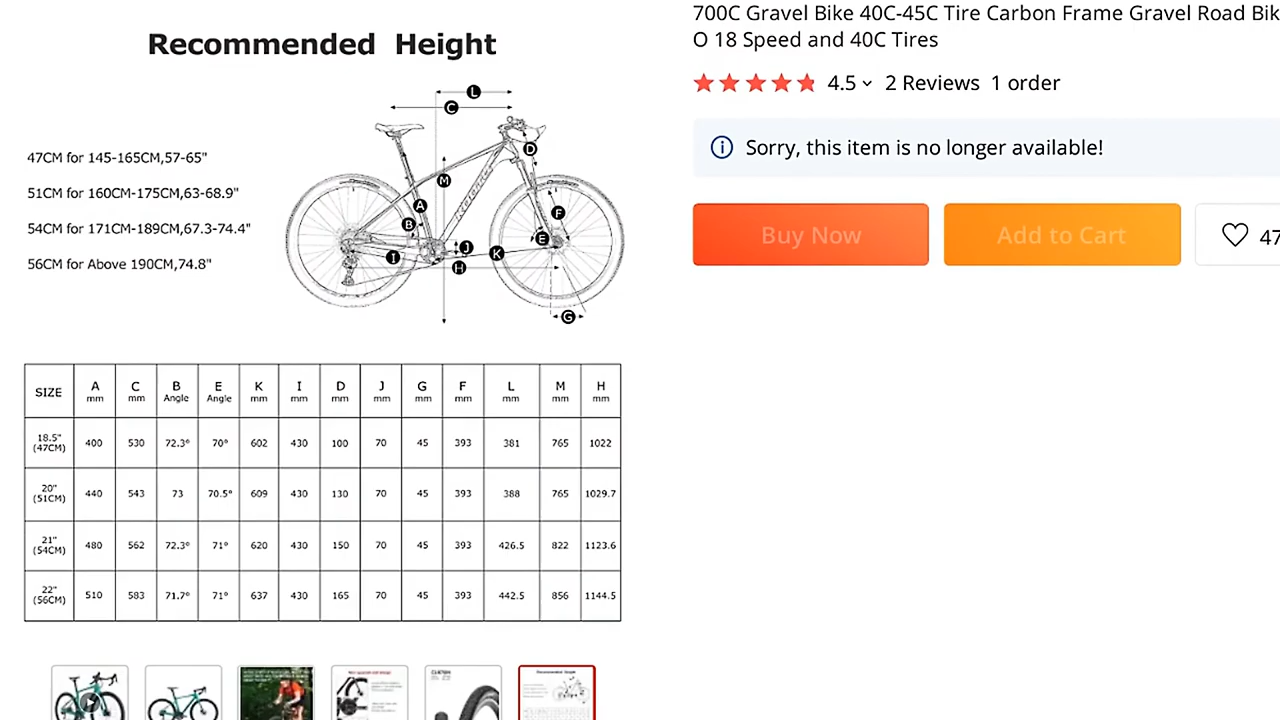 Recommended Height
47CM for 145-165CM,57-65"
51CM for 160CM-175CM,63-68.9"
54CM for 171CM-189CM,67.3-74.4"
56CM for Above 190CM,74.8"
L
C
D
M
A
B
F
E
J
K
I
H
G
SIZE A mm C mm B Angle E Angle K mm I mm D mm J mm G mm F mm L mm M mm H mm
18.5" (47CM) 400 530 72.3° 70° 602 430 100 70 45 393 381 765 1022
20" (51CM) 440 543 73 70.5° 609 430 130 70 45 393 388 765 1029.7
21" (54CM) 480 562 72.3° 71° 620 430 150 70 45 393 426.5 822 1123.6
22" (56CM) 510 583 71.7° 71° 637 430 165 70 45 393 442.5 856 1144.5
700C Gravel Bike 40C-45C Tire Carbon Frame Gravel Road Bik
O 18 Speed and 40C Tires
4.5 2 Reviews 1 order
Sorry, this item is no longer available!
Buy Now
Add to Cart
47
Recommended Height